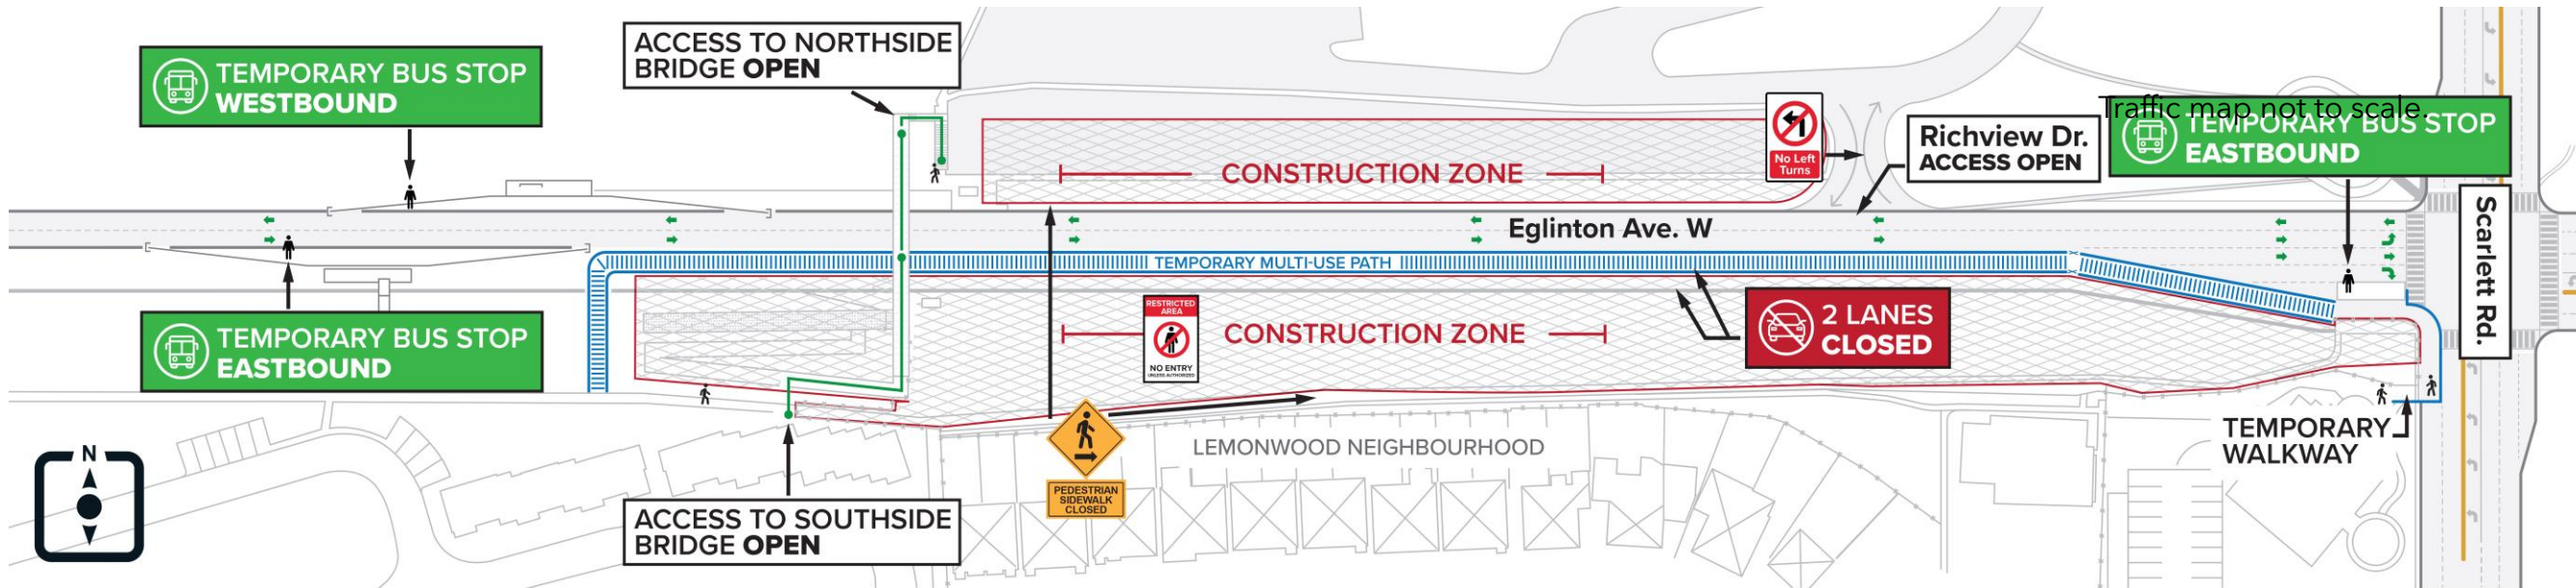 TEMPORARY BUS STOP
WESTBOUND
ACCESS TO NORTHSIDE
BRIDGE OPEN
CONSTRUCTION ZONE
No Left
Turns
Richview Dr.
ACCESS OPEN
Traffic map not to scale.
TEMPORARY BUS STOP
EASTBOUND
Scarlett Rd.
Eglinton Ave. W
TEMPORARY MULTI-USE PATH
TEMPORARY BUS STOP
EASTBOUND
RESTRICTED
AREA
NO ENTRY
UNLESS AUTHORIZED
CONSTRUCTION ZONE
2 LANES
CLOSED
PEDESTRIAN
SIDEWALK
CLOSED
LEMONWOOD NEIGHBOURHOOD
TEMPORARY
WALKWAY
N
ACCESS TO SOUTHSIDE
BRIDGE OPEN